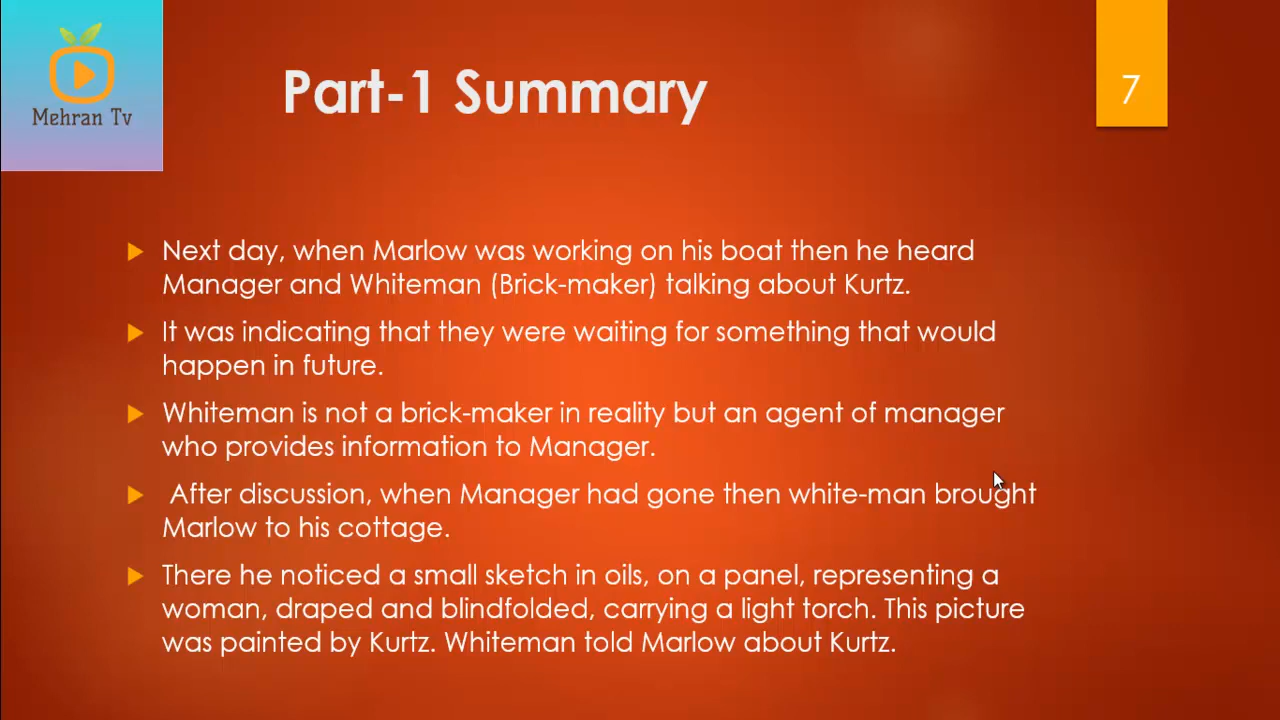 Mehran Tv
Part-1 Summary
7
Next day, when Marlow was working on his boat then he heard
Manager and Whiteman (Brick-maker) talking about Kurtz.
It was indicating that they were waiting for something that would
happen in future.
Whiteman is not a brick-maker in reality but an agent of manager
who provides information to Manager.
After discussion, when Manager had gone then white-man brought
Marlow to his cottage.
There he noticed a small sketch in oils, on a panel, representing a
woman, draped and blindfolded, carrying a light torch. This picture
was painted by Kurtz. Whiteman told Marlow about Kurtz.